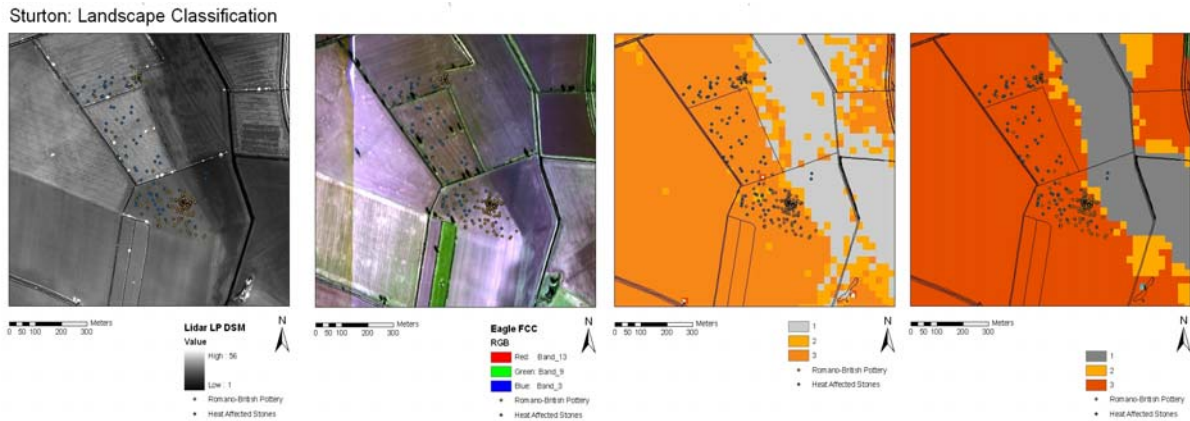 Sturton: Landscape Classification
Meters
0 50 100 200 300
N
Lidar LP DSM
Value
High : 56
Low : 1
Romano-British Pottery
Heat Affected Stones
Meters
0 50 100 200 300
N
Eagle FCC
RGB
Red: Band_13
Green: Band_9
Blue: Band_3
Romano-British Pottery
Heat Affected Stones
Meters
0 50 100 200 300
N
1
2
3
Romano-British Pottery
Heat Affected Stones
Meters
0 50 100 200 300
N
1
2
3
Romano-British Pottery
Heat Affected Stones